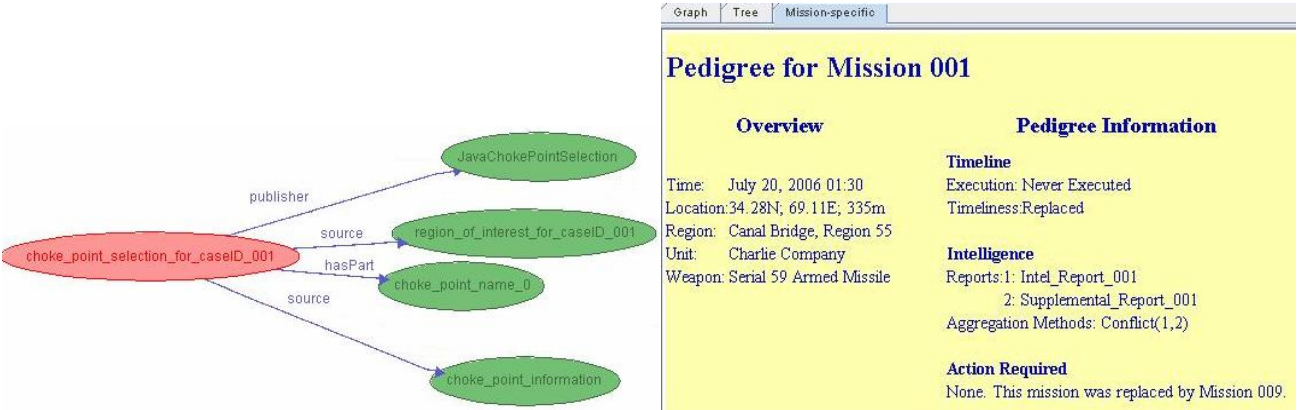 JavaChokePointSelection
publisher
source
region_of_interest_for_caseID_001
choke_point_selection_for_caseID_001
hasPart
choke_point_name_0
source
choke_point_information
Graph Tree Mission-specific
Pedigree for Mission 001
Overview
Time: July 20, 2006 01:30
Location:34.28N; 69.11E; 335m
Region: Canal Bridge, Region 55
Unit: Charlie Company
Weapon: Serial 59 Armed Missile
Pedigree Information
Timeline
Execution: Never Executed
Timeliness:Replaced
Intelligence
Reports:1: Intel_Report_001
2: Supplemental_Report_001
Aggregation Methods: Conflict(1,2)
Action Required
None. This mission was replaced by Mission 009.